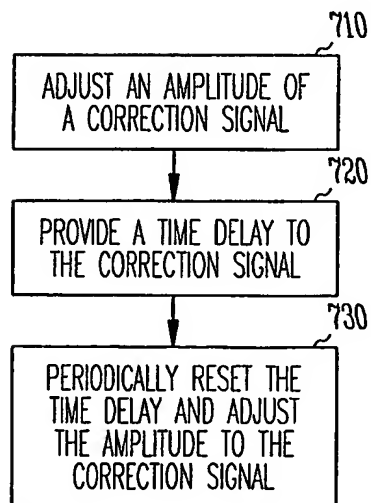 710
ADJUST AN AMPLITUDE OF
A CORRECTION SIGNAL
720
PROVIDE A TIME DELAY TO
THE CORRECTION SIGNAL
730
PERIODICALLY RESET THE
TIME DELAY AND ADJUST
THE AMPLITUDE TO THE
CORRECTION SIGNAL